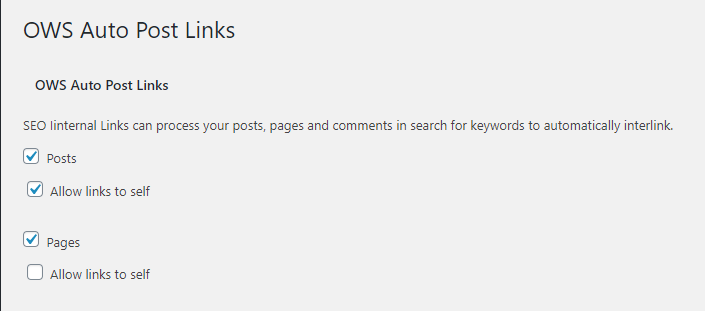 OWS Auto Post Links
OWS Auto Post Links
SEO Iinternal Links can process your posts, pages and comments in search for keywords to automatically interlink.
Posts
Allow links to self
Pages
Allow links to self